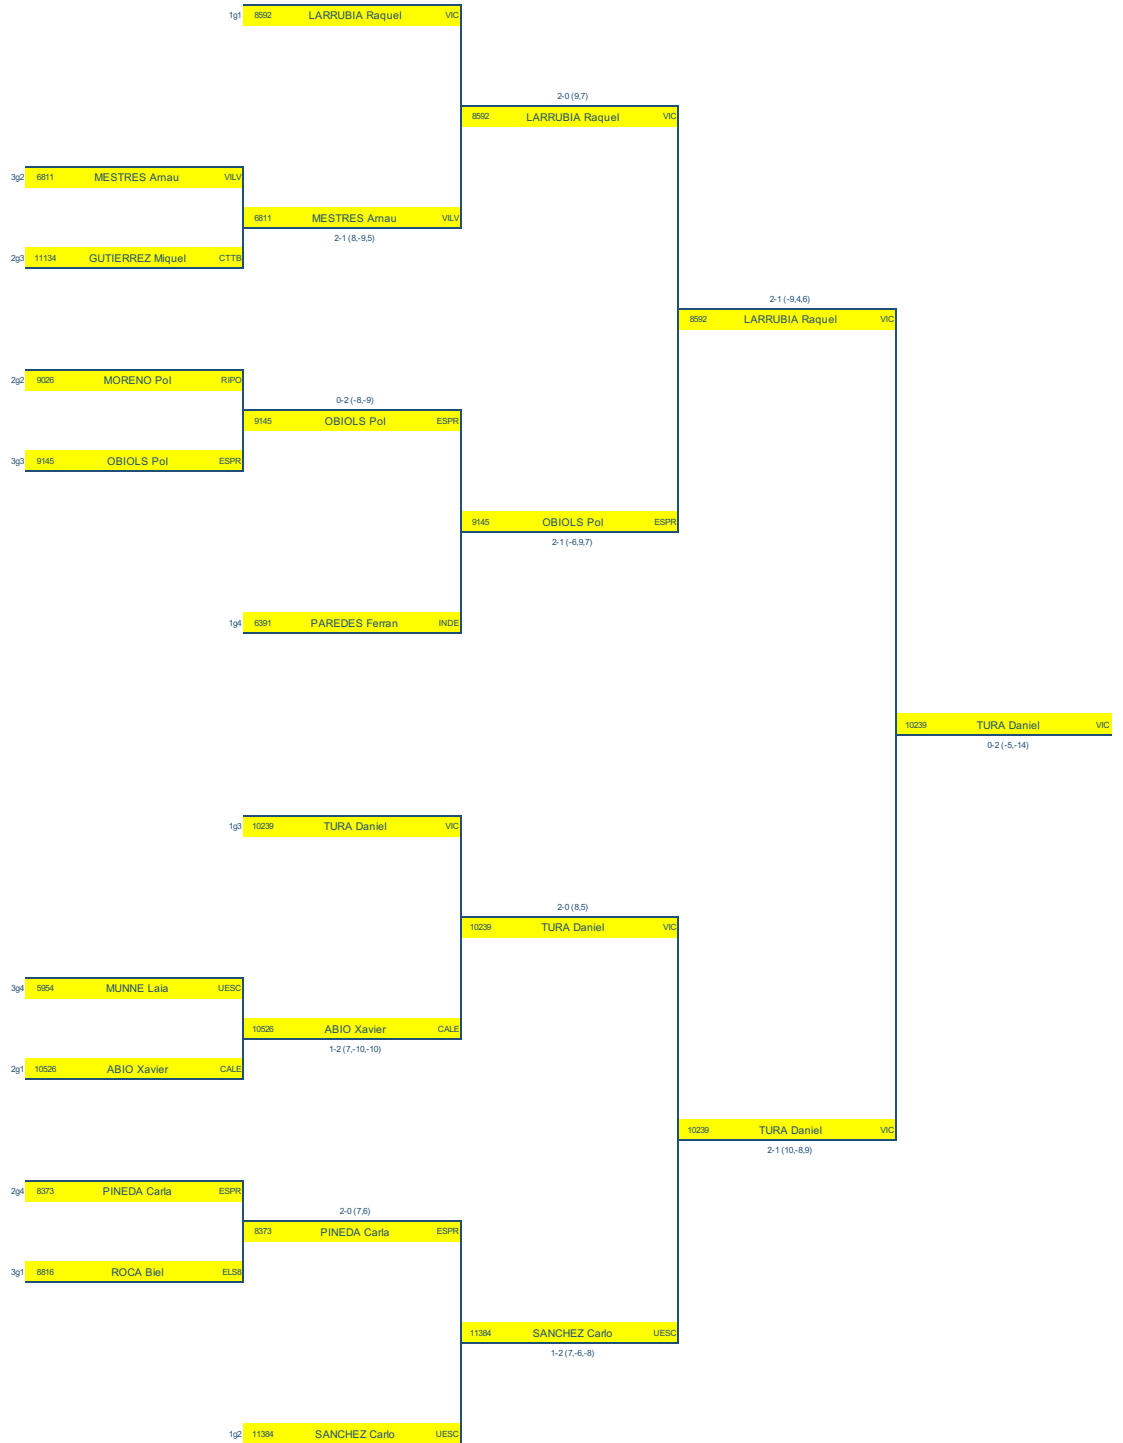 1g1 8592 LARRUBIA Raquel VIC
2-0 (9,7)
8592 LARRUBIA Raquel VIC
3g2 6811 MESTRES Arnau VILV
6811 MESTRES Arnau VILV
2-1 (8,-9,5)
2g3 11134 GUTIERREZ Miquel CTTB
2-1 (-9,4,6)
8592 LARRUBIA Raquel VIC
2g2 9026 MORENO Pol RIPO
0-2 (-8,-9)
9145 OBIOLS Pol ESPR
3g3 9145 OBIOLS Pol ESPR
9145 OBIOLS Pol ESPR
2-1 (-6,9,7)
1g4 6391 PAREDES Ferran INDE
10239 TURA Daniel VIC
0-2 (-5,-14)
1g3 10239 TURA Daniel VIC
2-0 (8,5)
10239 TURA Daniel VIC
3g4 5954 MUNNE Laia UESC
10526 ABIO Xavier CALE
1-2 (7,-10,-10)
2g1 10526 ABIO Xavier CALE
10239 TURA Daniel VIC
2-1 (10,-8,9)
2g4 8373 PINEDA Carla ESPR
2-0 (7,6)
8373 PINEDA Carla ESPR
3g1 8816 ROCA Biel ELS8
11384 SANCHEZ Carlo UESC
1-2 (7,-6,-8)
1g2 11384 SANCHEZ Carlo UESC